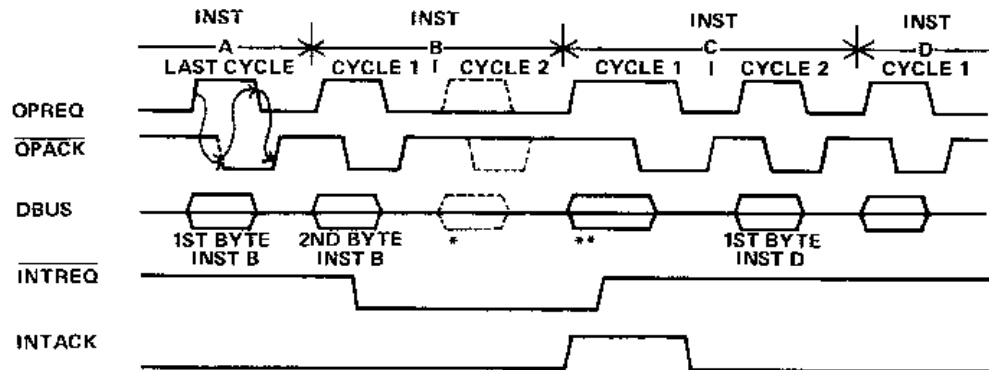 INST INST INST INST
A B C D
LAST CYCLE CYCLE 1 CYCLE 2 CYCLE 1 CYCLE 2 CYCLE 1
OPREQ
OPACK
DBUS
1ST BYTE 2ND BYTE * ** 1ST BYTE
INST B INST B INST D
INTREQ
INTACK